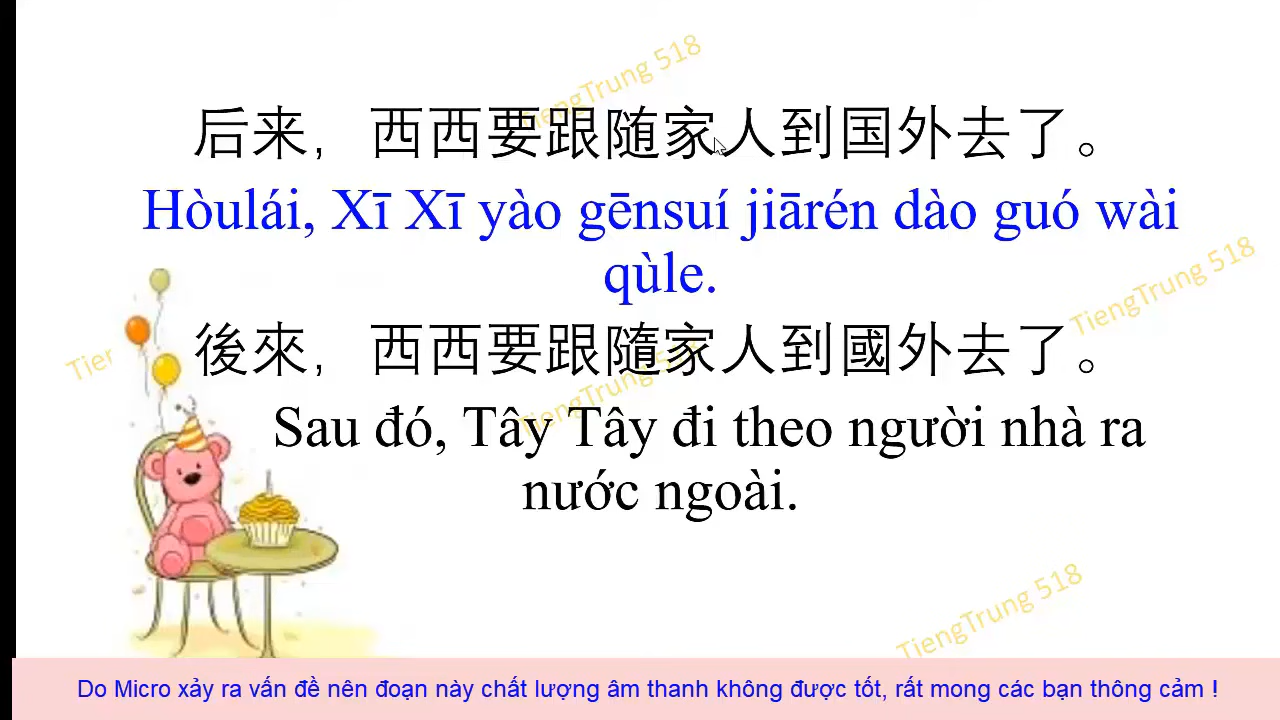 TiengTrung 518
后来，西西要跟随家人到国外去了。
Hòulái, Xī Xī yào gēnsuí jiārén dào guó wài
qùle.
TiengTrung 518
後來，西西要跟隨家人到國外去了。
Tien
TiengTrung 518
Sau đó, Tây Tây đi theo người nhà ra
nước ngoài.
TiengTrung 518
Do Micro xảy ra vấn đề nên đoạn này chất lượng âm thanh không được tốt, rất mong các bạn thông cảm !